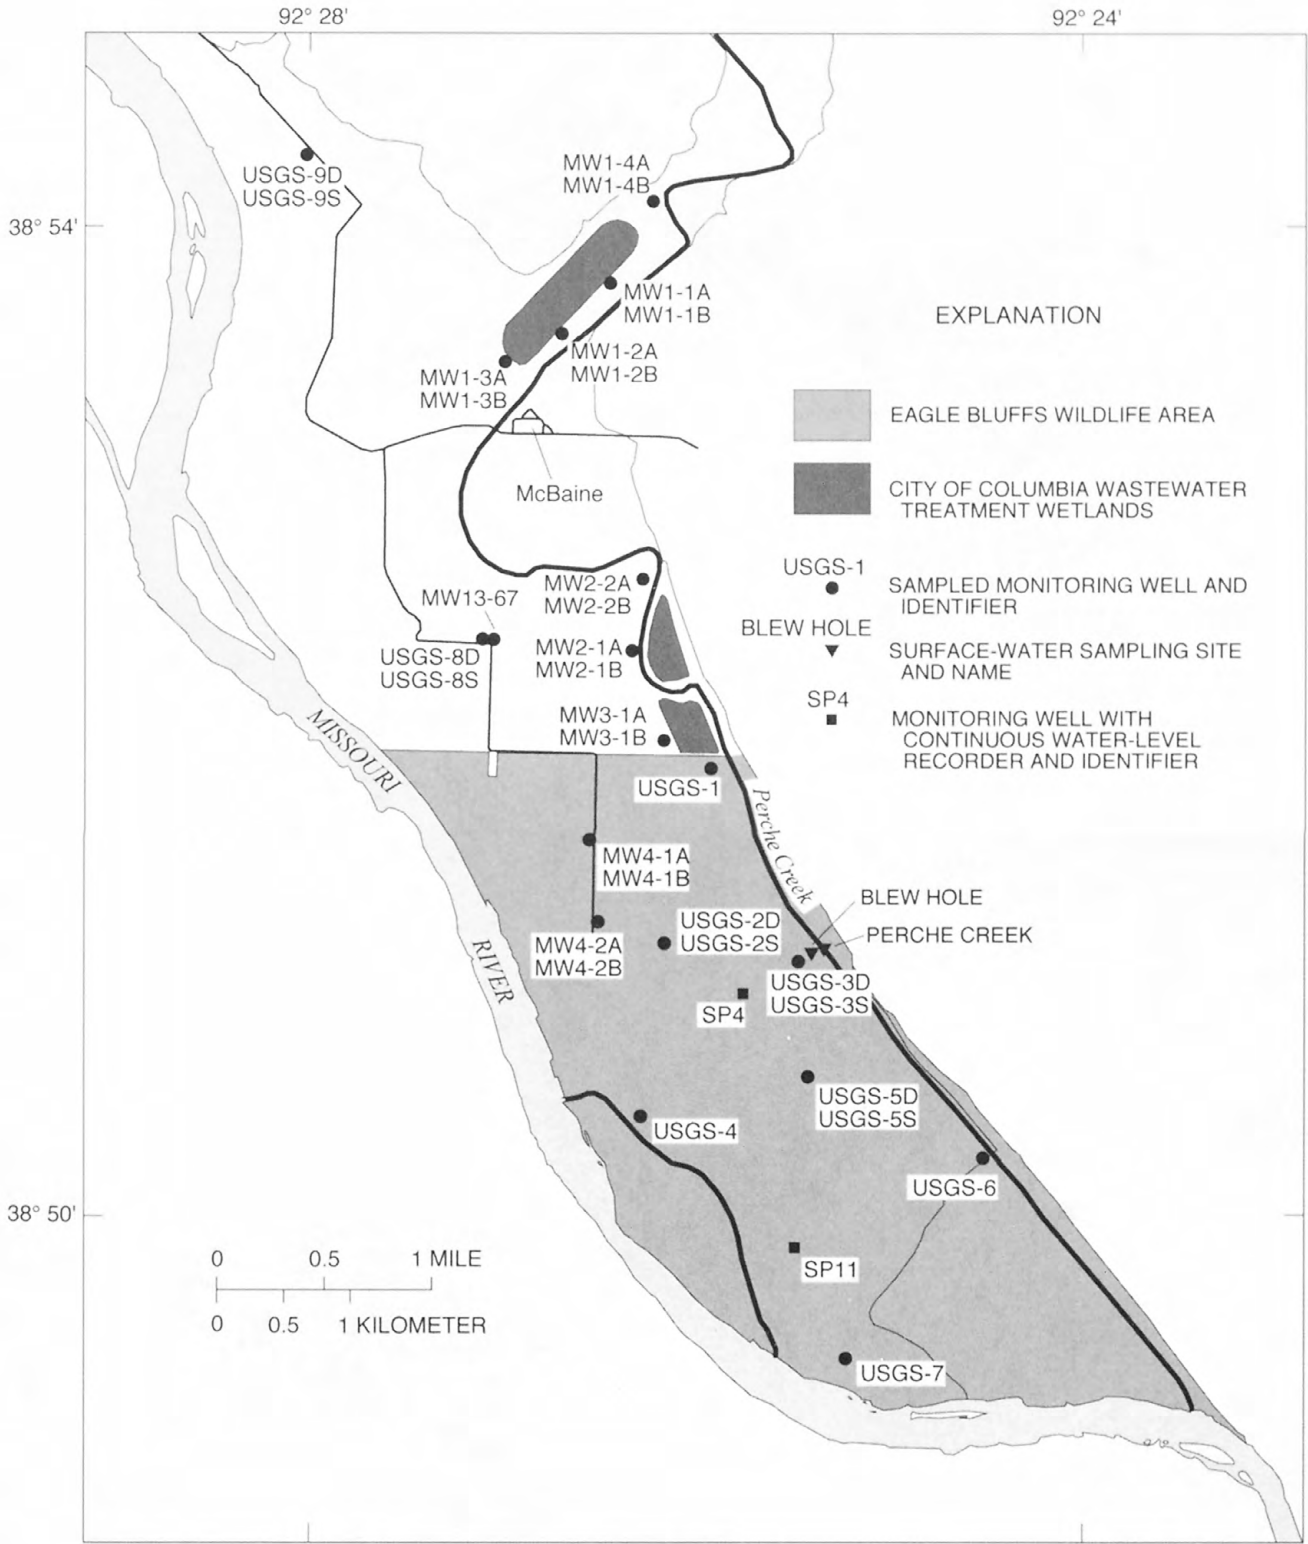 92° 28'
92° 24'
USGS-9D
USGS-9S
MW1-4A
MW1-4B
38° 54'
MW1-1A
MW1-1B
EXPLANATION
MW1-2A
MW1-2B
MW1-3A
MW1-3B
EAGLE BLUFFS WILDLIFE AREA
McBaine
CITY OF COLUMBIA WASTEWATER
TREATMENT WETLANDS
USGS-1
SAMPLED MONITORING WELL AND
IDENTIFIER
MW2-2A
MW2-2B
MW13-67
BLEW HOLE
SURFACE-WATER SAMPLING SITE
AND NAME
MW2-1A
MW2-1B
USGS-8D
USGS-8S
SP4
MONITORING WELL WITH
CONTINUOUS WATER-LEVEL
RECORDER AND IDENTIFIER
MW3-1A
MW3-1B
MISSOURI
USGS-1
Perche Creek
MW4-1A
MW4-1B
BLEW HOLE
PERCHE CREEK
USGS-2D
USGS-2S
MW4-2A
MW4-2B
RIVER
USGS-3D
USGS-3S
SP4
USGS-5D
USGS-5S
USGS-4
USGS-6
38° 50'
0 0.5 1 MILE
0 0.5 1 KILOMETER
SP11
USGS-7